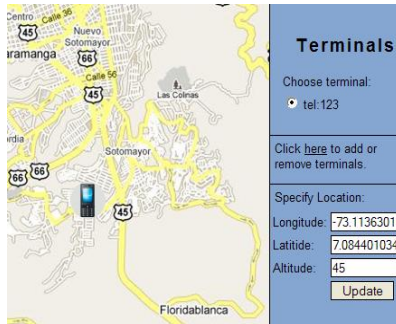 Centro
Calle 36
45
Nuevo
Sotomayor
aramanga
66
Calle 56
45
Las Colinas
rdia
Sotomayor
66
66
45
Floridablanca
Terminals
Choose terminal:
tel:123
Click here to add or
remove terminals.
Specify Location:
Longitude: -73.1136301
Latitide: 7.084401034
Altitude: 45
Update